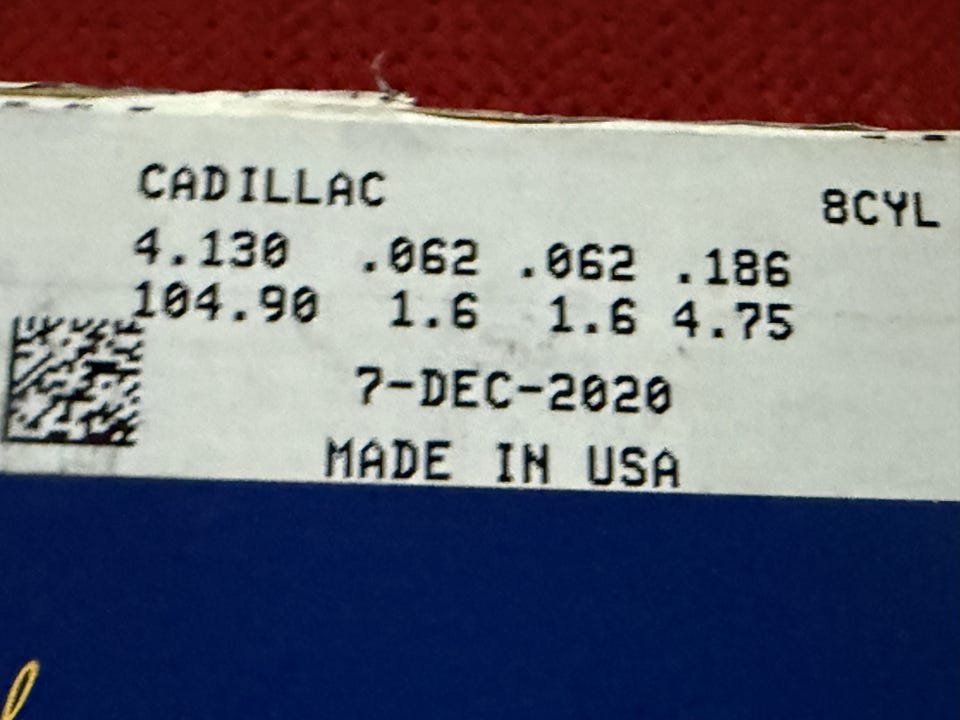 CADILLAC 8CYL
4.130 .062 .062 .186
104.90 1.6 1.6 4.75
7-DEC-2020
MADE IN USA